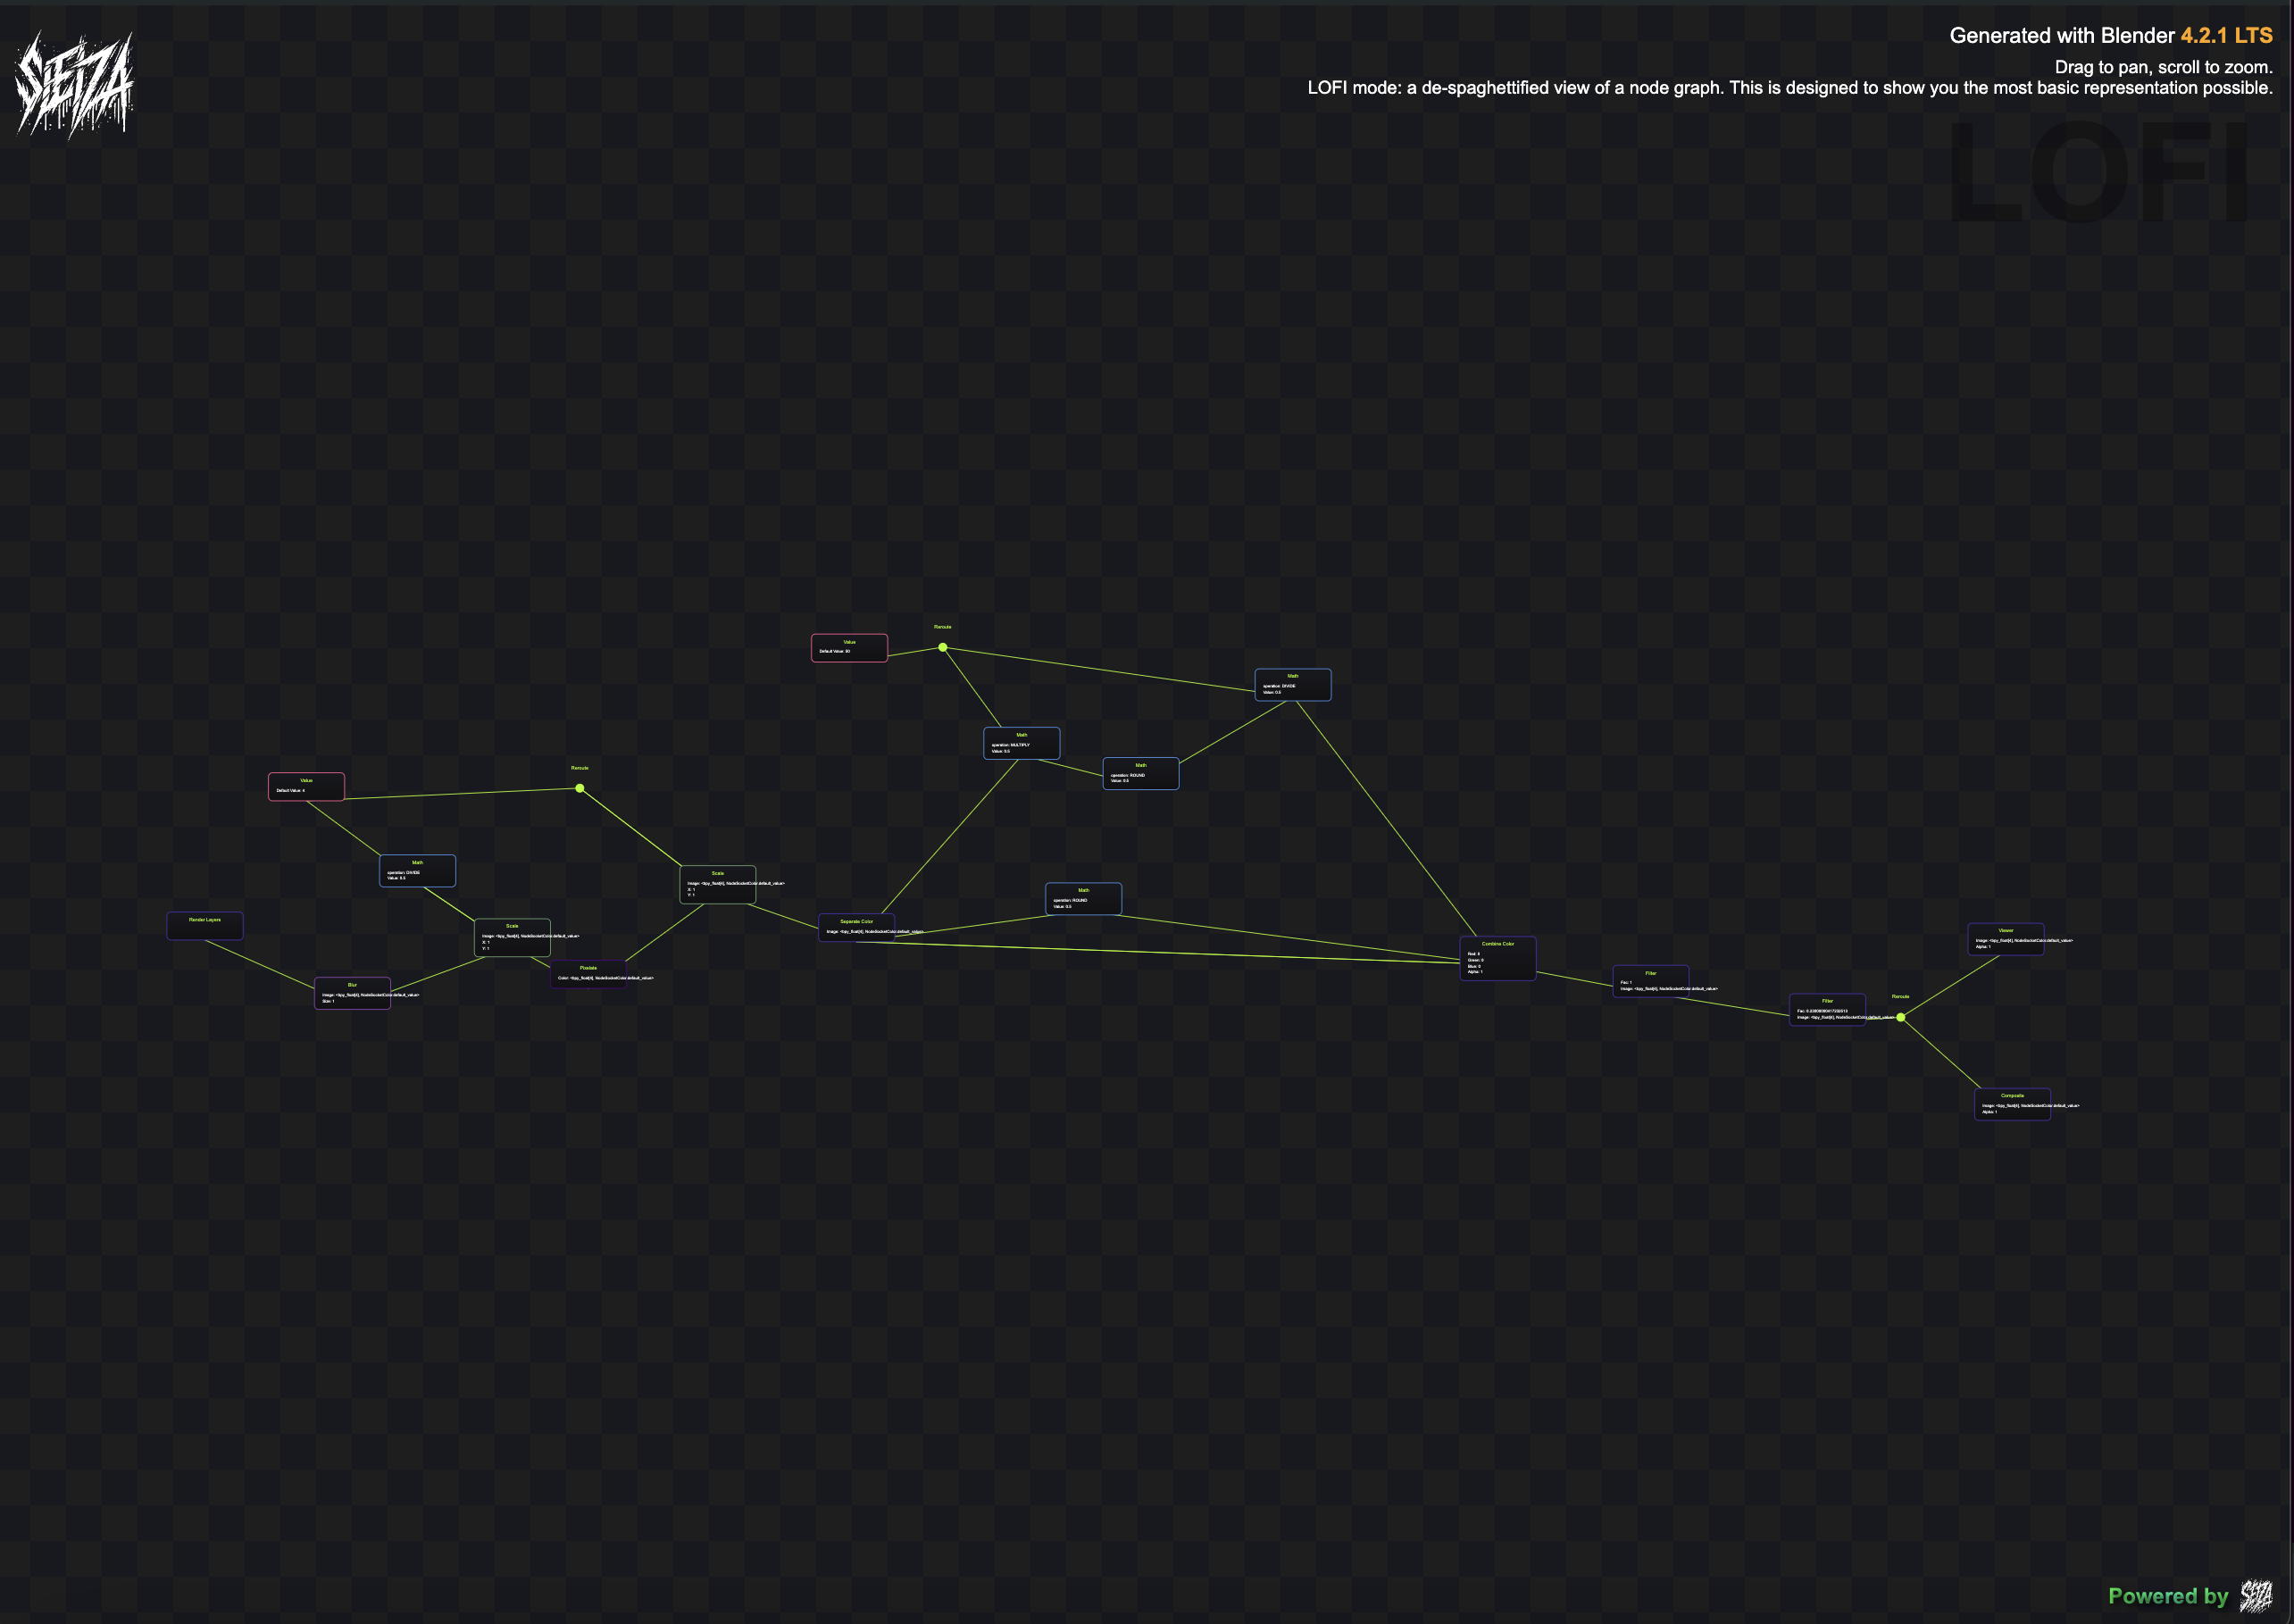 SEIZA
Generated with Blender 4.2.1 LTS
Drag to pan, scroll to zoom.
LOFI mode: a de-spaghettified view of a node graph. This is designed to show you the most basic representation possible.
LOFI
Reroute
Value
Default Value: 50
Math
operation: DIVIDE
Value: 0.5
Math
operation: MULTIPLY
Value: 0.5
Math
operation: ROUND
Value: 0.5
Reroute
Value
Default Value: 4
Math
operation: DIVIDE
Value: 0.5
Scale
Image: <bpy_float[4], NodeSocketColor.default_value>
X: 1
Y: 1
Math
operation: ROUND
Value: 0.5
Render Layers
Separate Color
Image: <bpy_float[4], NodeSocketColor.default_value>
Scale
Image: <bpy_float[4], NodeSocketColor.default_value>
X: 1
Y: 1
Viewer
Image: <bpy_float[4], NodeSocketColor.default_value>
Alpha: 1
Combine Color
Red: 0
Green: 0
Blue: 0
Alpha: 1
Pixelate
Color: <bpy_float[4], NodeSocketColor.default_value>
Filter
Fac: 1
Image: <bpy_float[4], NodeSocketColor.default_value>
Blur
Image: <bpy_float[4], NodeSocketColor.default_value>
Size: 1
Reroute
Filter
Image: <bpy_float[4], NodeSocketColor.default_value>
Composite
Image: <bpy_float[4], NodeSocketColor.default_value>
Alpha: 1
Powered by SEIZA